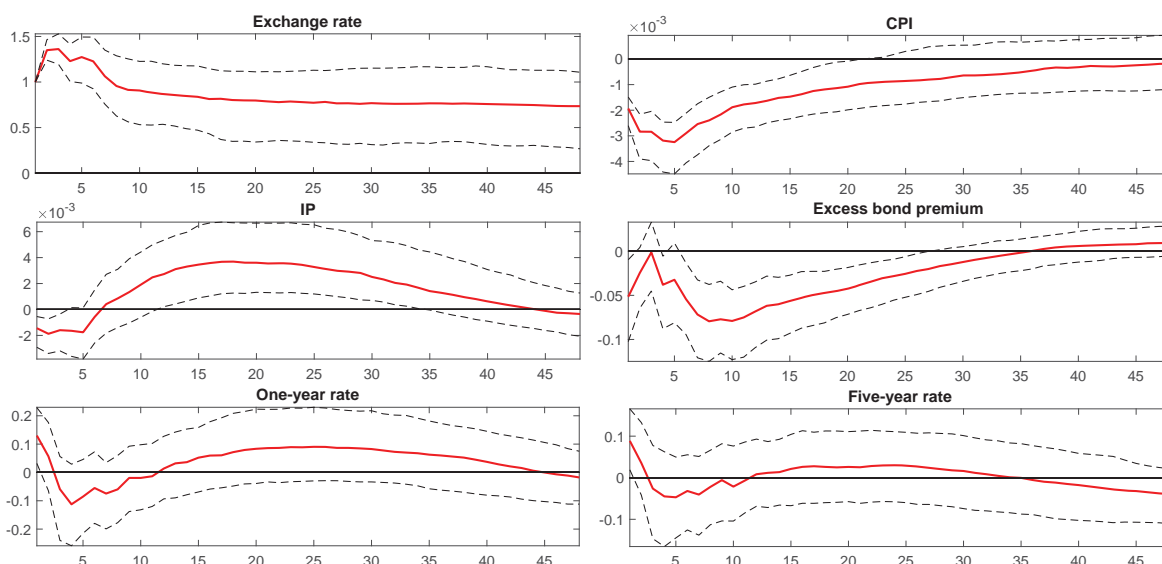 Exchange rate
1.5
1
0.5
0
5 10 15 20 25 30 35 40 45
CPI
×10-3
0
-1
-2
-3
-4
5 10 15 20 25 30 35 40 45
IP
×10-3
6
4
2
0
-2
5 10 15 20 25 30 35 40 45
Excess bond premium
0
-0.05
-0.1
5 10 15 20 25 30 35 40 45
One-year rate
0.2
0.1
0
-0.1
-0.2
5 10 15 20 25 30 35 40 45
Five-year rate
0.1
0
-0.1
5 10 15 20 25 30 35 40 45